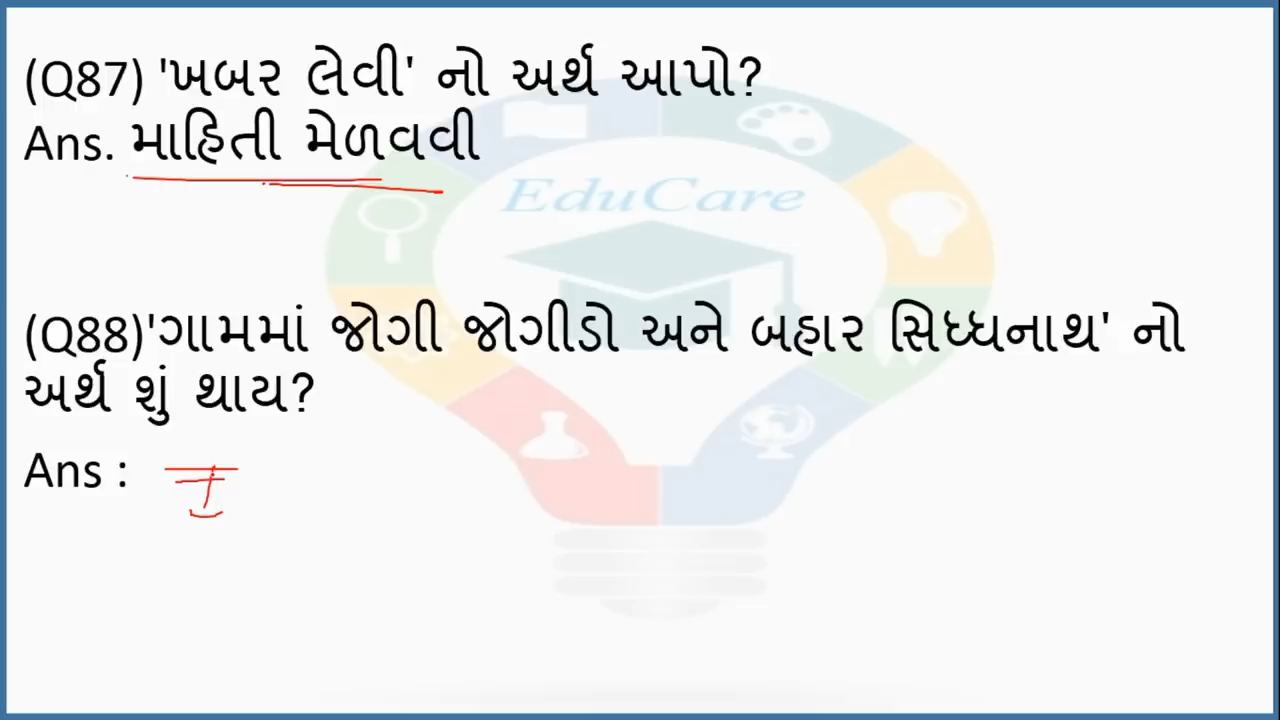 (Q87) 'ખબર લેવી' નો અર્થ આપો?
Ans. માહિતી મેળવવી
EduCare
(Q88)'ગામમાં જોગી જોગીડો અને બહાર સિધ્ધનાથ' નો
અર્થ શું થાય?
Ans :